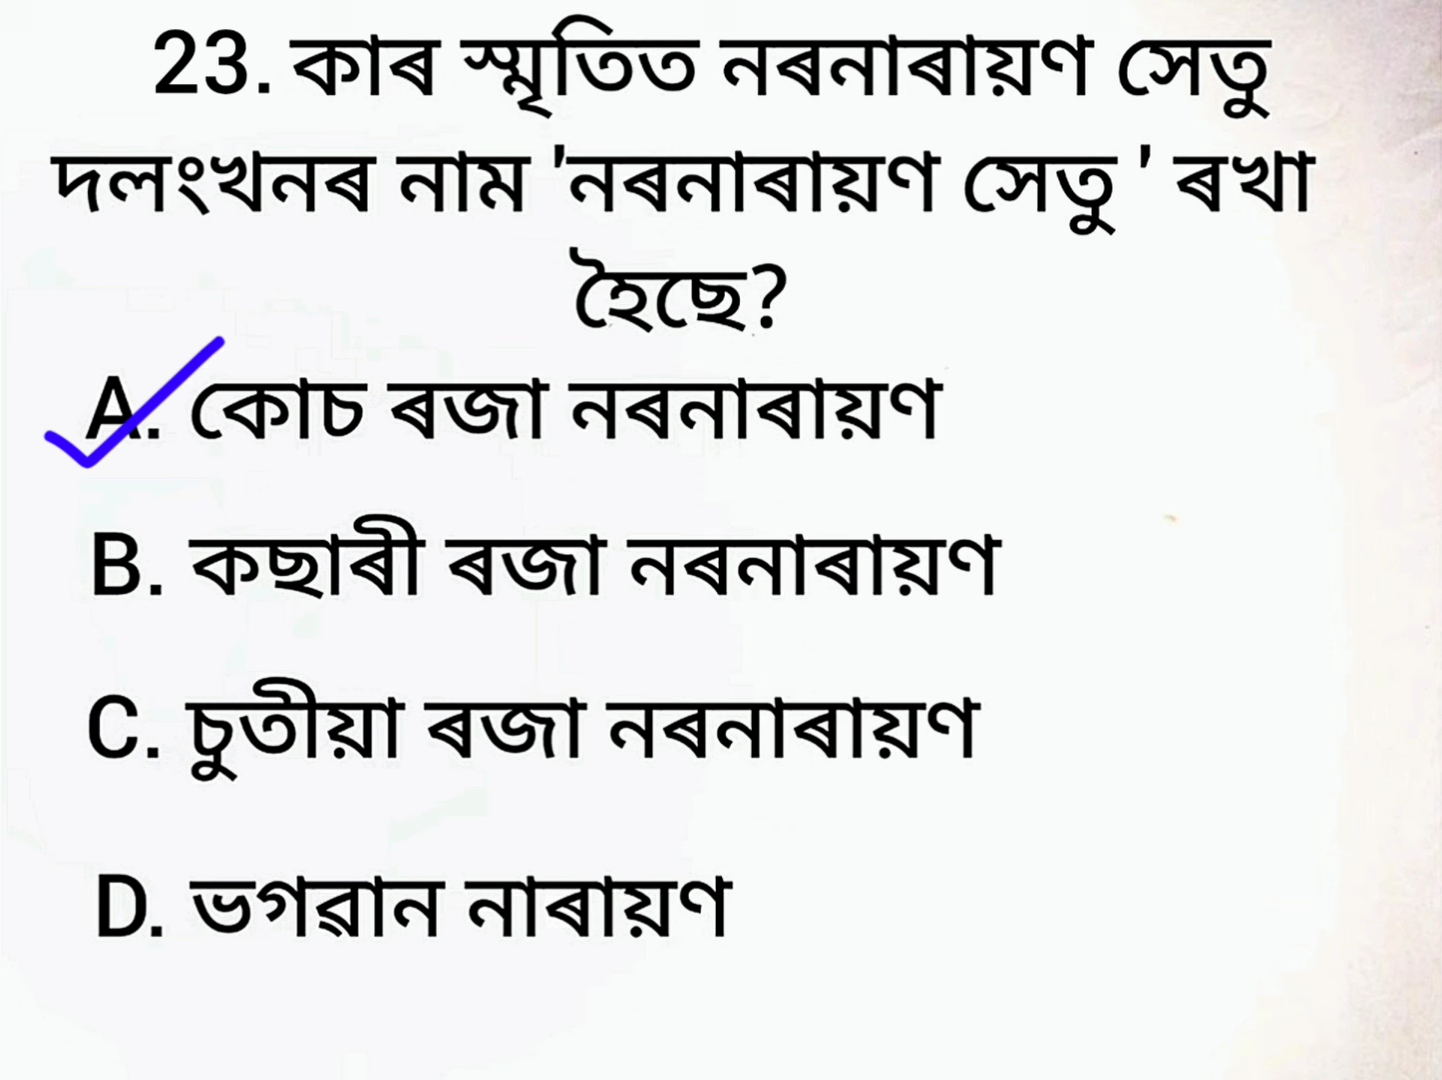 23. কাৰ স্মৃতিত নৰনাৰায়ণ সেতু
দলংখনৰ নাম 'নৰনাৰায়ণ সেতু ' ৰখা
হৈছে?
A. কোচ ৰজা নৰনাৰায়ণ
B. কছাৰী ৰজা নৰনাৰায়ণ
C. চুতীয়া ৰজা নৰনাৰায়ণ
D. ভগৱান নাৰায়ণ